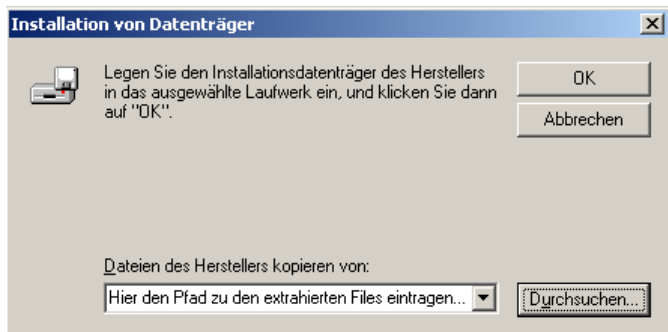 Installation von Datenträger
Legen Sie den Installationsdatenträger des Herstellers
in das ausgewählte Laufwerk ein, und klicken Sie dann
auf "OK".
OK
Abbrechen
Dateien des Herstellers kopieren von:
Hier den Pfad zu den extrahierten Files eintragen...
Durchsuchen...